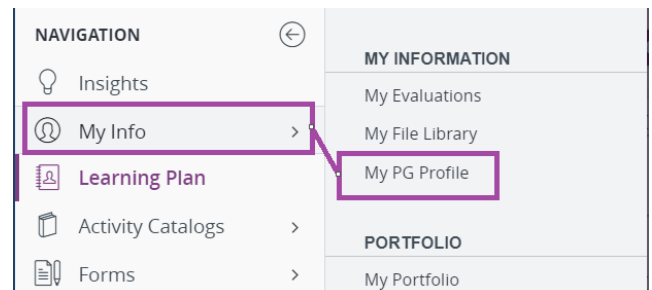 NAVIGATION
Insights
My Info
Learning Plan
Activity Catalogs
Forms
MY INFORMATION
My Evaluations
My File Library
My PG Profile
PORTFOLIO
My Portfolio